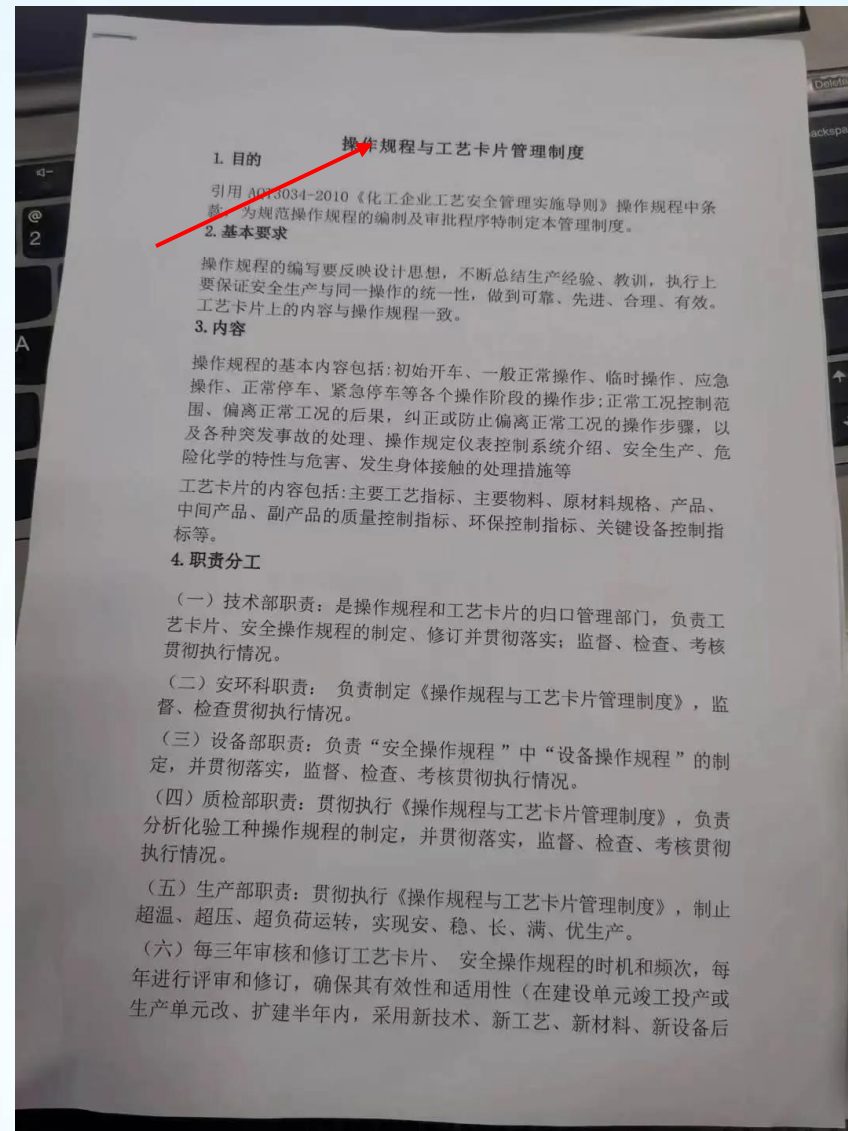 操作规程与工艺卡片管理制度
1. 目的
引用 AQT3034-2010《化工企业工艺安全管理实施导则》操作规程中条
款，为规范操作规程的编制及审批程序特制定本管理制度。
2. 基本要求
操作规程的编写要反映设计思想，不断总结生产经验、教训，执行上
要保证安全生产与同一操作的统一性，做到可靠、先进、合理、有效。
工艺卡片上的内容与操作规程一致。
3. 内容
操作规程的基本内容包括:初始开车、一般正常操作、临时操作、应急
操作、正常停车、紧急停车等各个操作阶段的操作步;正常工况控制范
围、偏离正常工况的后果，纠正或防止偏离正常工况的操作步骤，以
及各种突发事故的处理、操作规定仪表控制系统介绍、安全生产、危
险化学的特性与危害、发生身体接触的处理措施等
工艺卡片的内容包括:主要工艺指标、主要物料、原材料规格、产品、
中间产品、副产品的质量控制指标、环保控制指标、关键设备控制指
标等。
4. 职责分工
（一）技术部职责：是操作规程和工艺卡片的归口管理部门，负责工
艺卡片、安全操作规程的制定、修订并贯彻落实；监督、检查、考核
贯彻执行情况。
（二）安环科职责： 负责制定《操作规程与工艺卡片管理制度》，监
督、检查贯彻执行情况。
（三）设备部职责：负责“安全操作规程 ”中“设备操作规程 ”的制
定，并贯彻落实，监督、检查、考核贯彻执行情况。
（四）质检部职责：贯彻执行《操作规程与工艺卡片管理制度》，负责
分析化验工种操作规程的制定，并贯彻落实，监督、检查、考核贯彻
执行情况。
（五）生产部职责：贯彻执行《操作规程与工艺卡片管理制度》，制止
超温、超压、超负荷运转，实现安、稳、长、满、优生产。
（六）每三年审核和修订工艺卡片、 安全操作规程的时机和频次，每
年进行评审和修订，确保其有效性和适用性（在建设单元竣工投产或
生产单元改、扩建半年内，采用新技术、新工艺、新材料、新设备后
@
2
A
Delete
ackspa